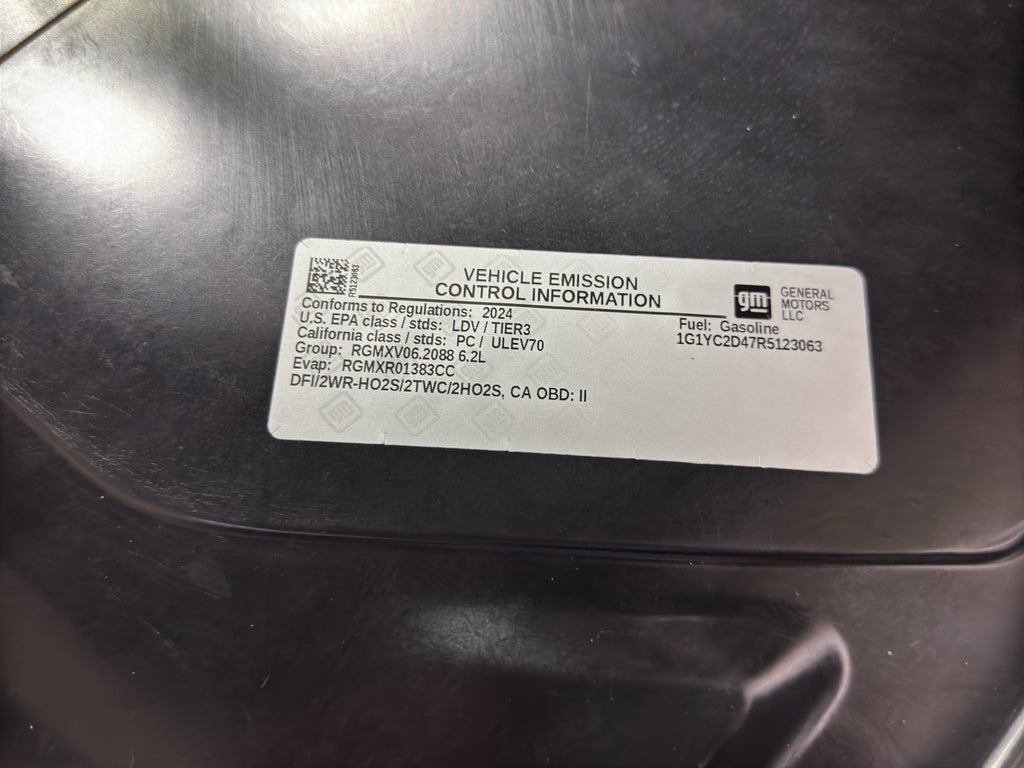 R5123063
VEHICLE EMISSION
CONTROL INFORMATION
gm
GENERAL
MOTORS
LLC
Conforms to Regulations: 2024
U.S. EPA class / stds: LDV / TIER3
California class / stds: PC / ULEV70
Group: RGMXV06.2088 6.2L
Evap: RGMXR01383CC
DFI/2WR-HO2S/2TWC/2HO2S, CA OBD: II
Fuel: Gasoline
1G1YC2D47R5123063